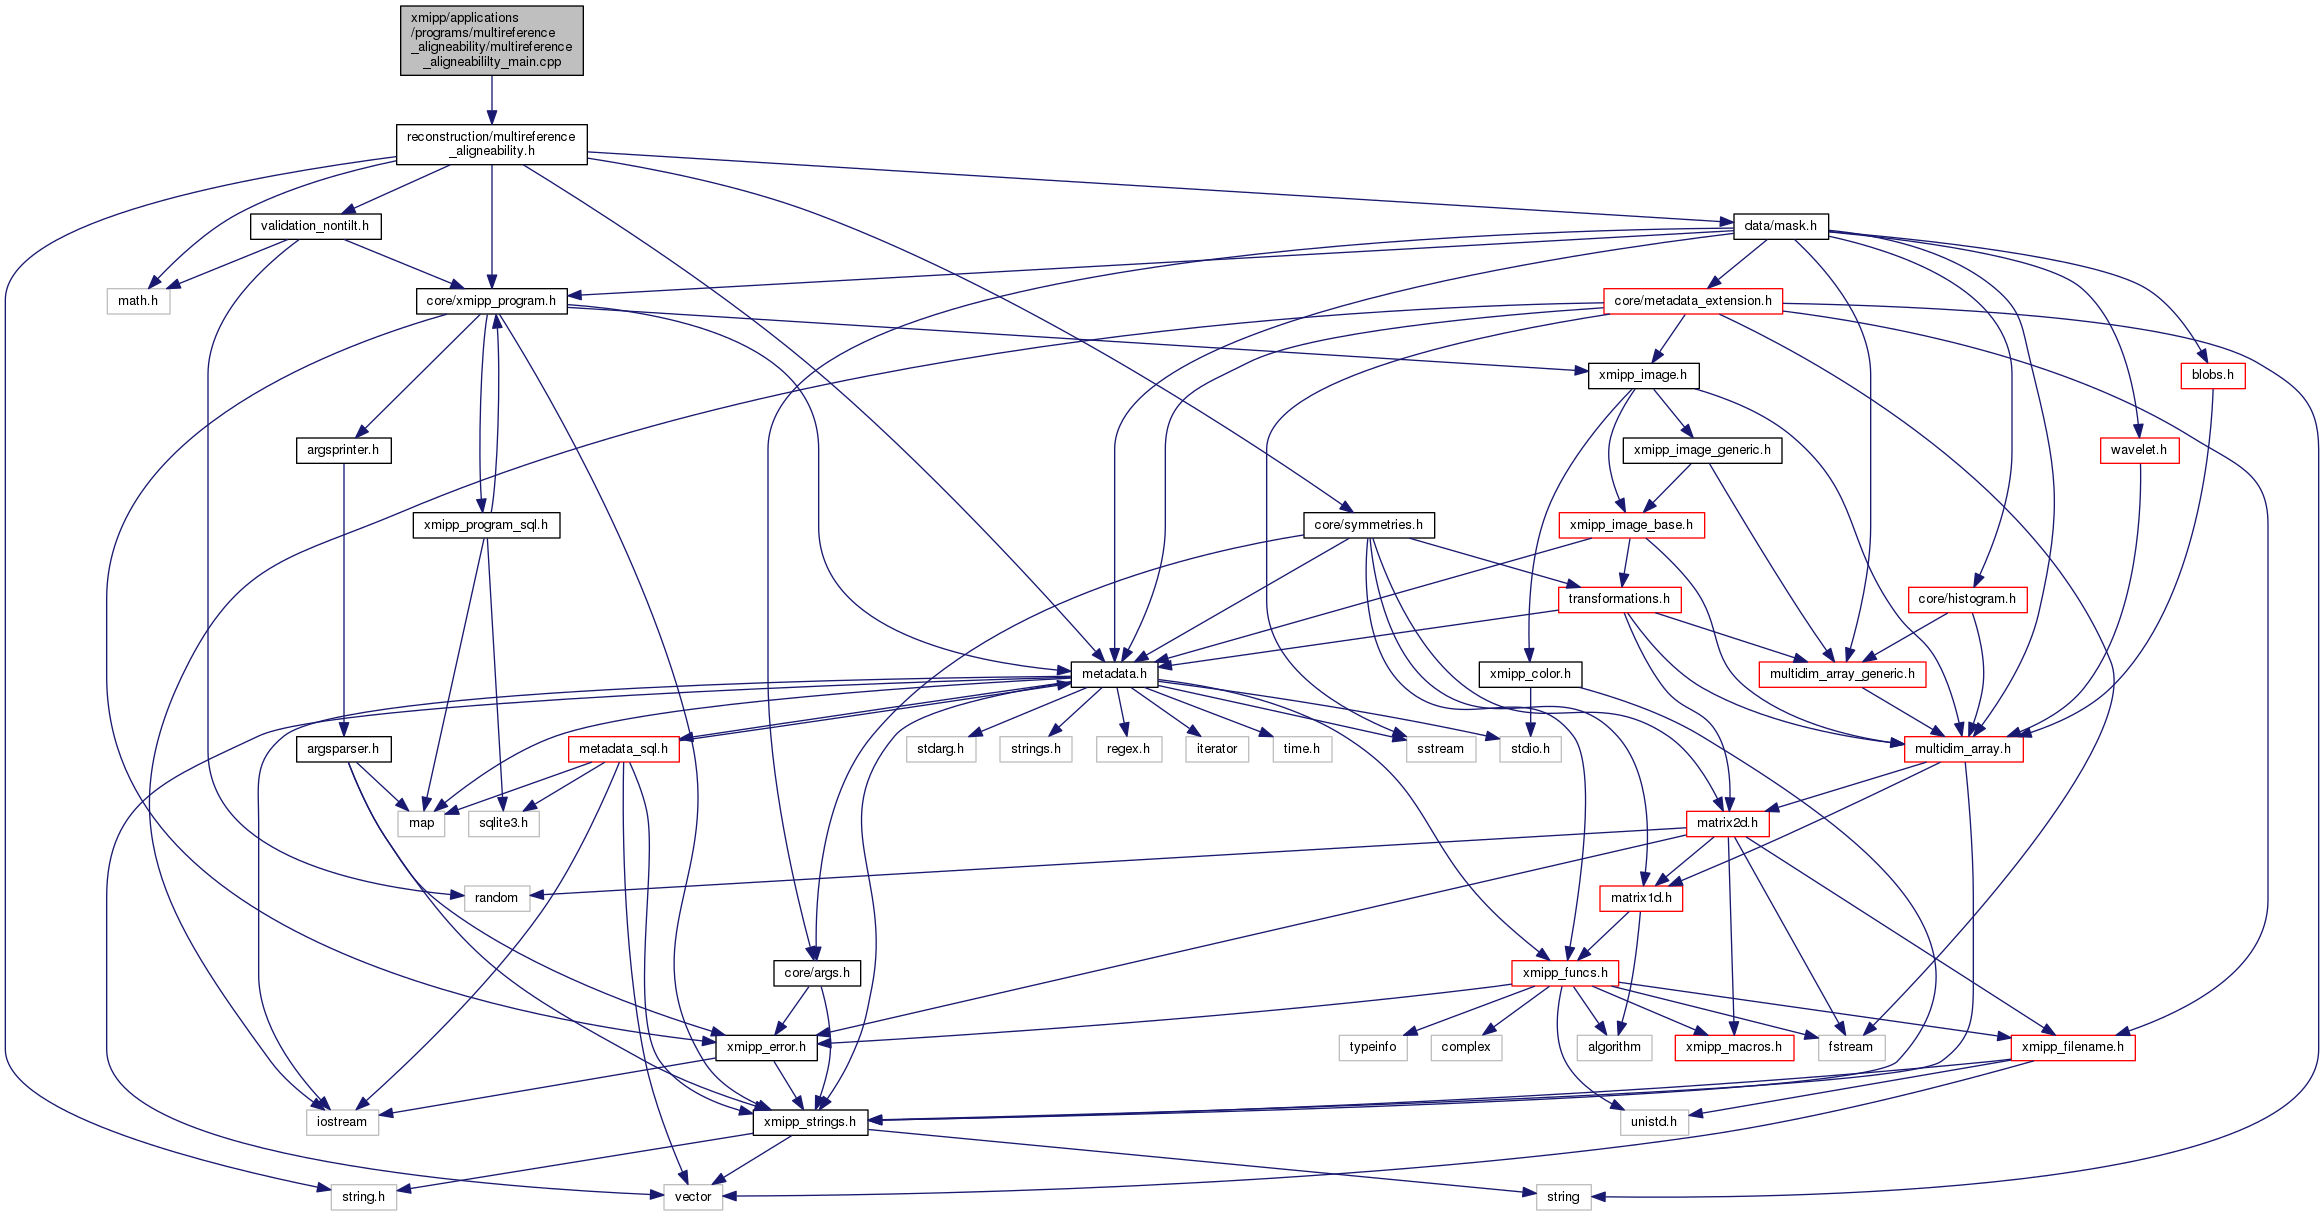 xmipp/applications
/programs/multireference
_aligneability/multireference
_aligneabililty_main.cpp
reconstruction/multireference
_aligneability.h
validation_nontilt.h
data/mask.h
math.h
core/xmipp_program.h
core/metadata_extension.h
xmipp_image.h
blobs.h
argsprinter.h
xmipp_image_generic.h
wavelet.h
xmipp_program_sql.h
core/symmetries.h
xmipp_image_base.h
transformations.h
core/histogram.h
metadata.h
xmipp_color.h
multidim_array_generic.h
argsparser.h
metadata_sql.h
stdarg.h
strings.h
regex.h
iterator
time.h
sstream
stdio.h
multidim_array.h
map
sqlite3.h
matrix2d.h
random
matrix1d.h
core/args.h
xmipp_funcs.h
xmipp_error.h
typeinfo
complex
algorithm
xmipp_macros.h
fstream
xmipp_filename.h
iostream
xmipp_strings.h
unistd.h
string.h
vector
string